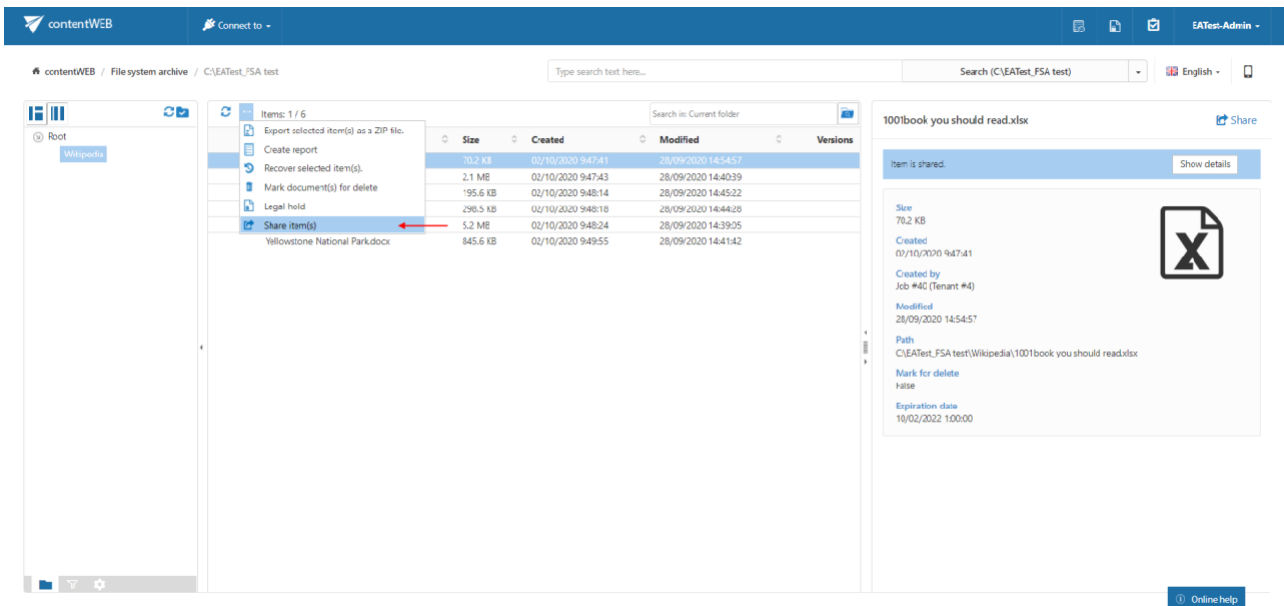 contentWEB
Connect to
EATest-Admin
contentWEB / File system archive / C:\EATest_FSA test
Type search text here...
Search (C:\EATest_FSA test)
English
Items: 1 / 6
Search in: Current folder
Root
Wikipedia
Export selected item(s) as a ZIP file.
Create report
Recover selected item(s).
Mark document(s) for delete
Legal hold
Share item(s)
Size Created Modified Versions
70.2 KB 02/10/2020 9:47:41 28/09/2020 14:54:57
2.1 MB 02/10/2020 9:47:43 28/09/2020 14:40:39
195.6 KB 02/10/2020 9:48:14 28/09/2020 14:45:22
298.5 KB 02/10/2020 9:48:18 28/09/2020 14:44:28
5.2 MB 02/10/2020 9:48:24 28/09/2020 14:39:05
Yellowstone National Park.docx 845.6 KB 02/10/2020 9:49:55 28/09/2020 14:41:42
1001book you should read.xlsx
Share
Item is shared.
Show details
Size
70.2 KB
Created
02/10/2020 9:47:41
Created by
Job #40 (Tenant #4)
Modified
28/09/2020 14:54:57
Path
C:\EATest_FSA test\Wikipedia\1001book you should read.xlsx
Mark for delete
False
Expiration date
10/02/2022 1:00:00
X
Online help